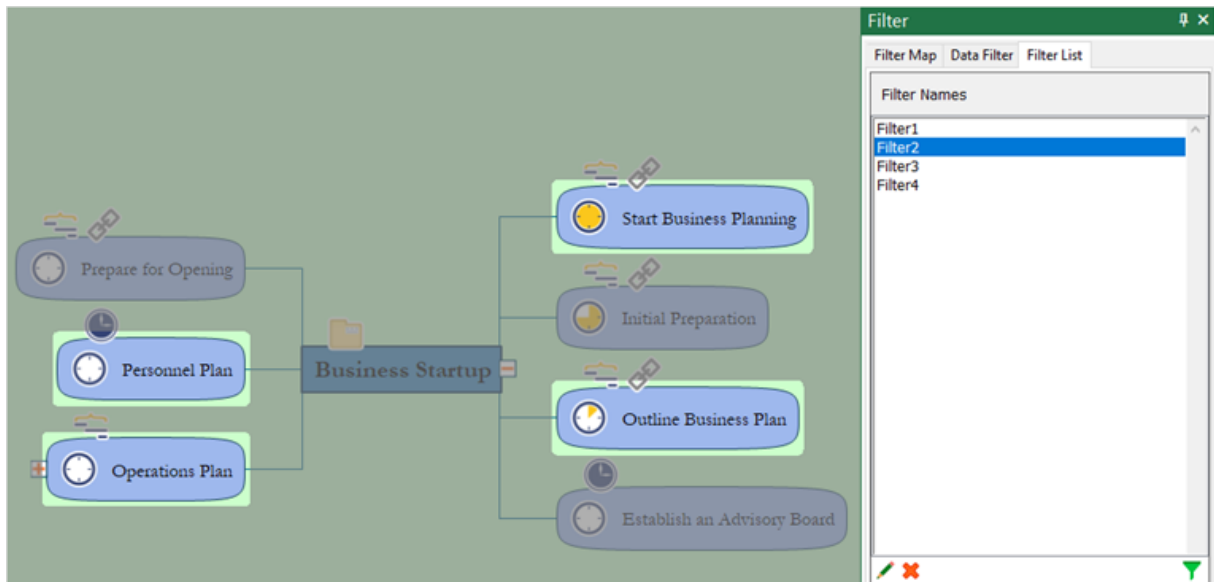 Filter
Filter Map Data Filter Filter List
Filter Names
Filter1
Filter2
Filter3
Filter4
Start Business Planning
Prepare for Opening
Initial Preparation
Personnel Plan
Business Startup
Outline Business Plan
Operations Plan
Establish an Advisory Board